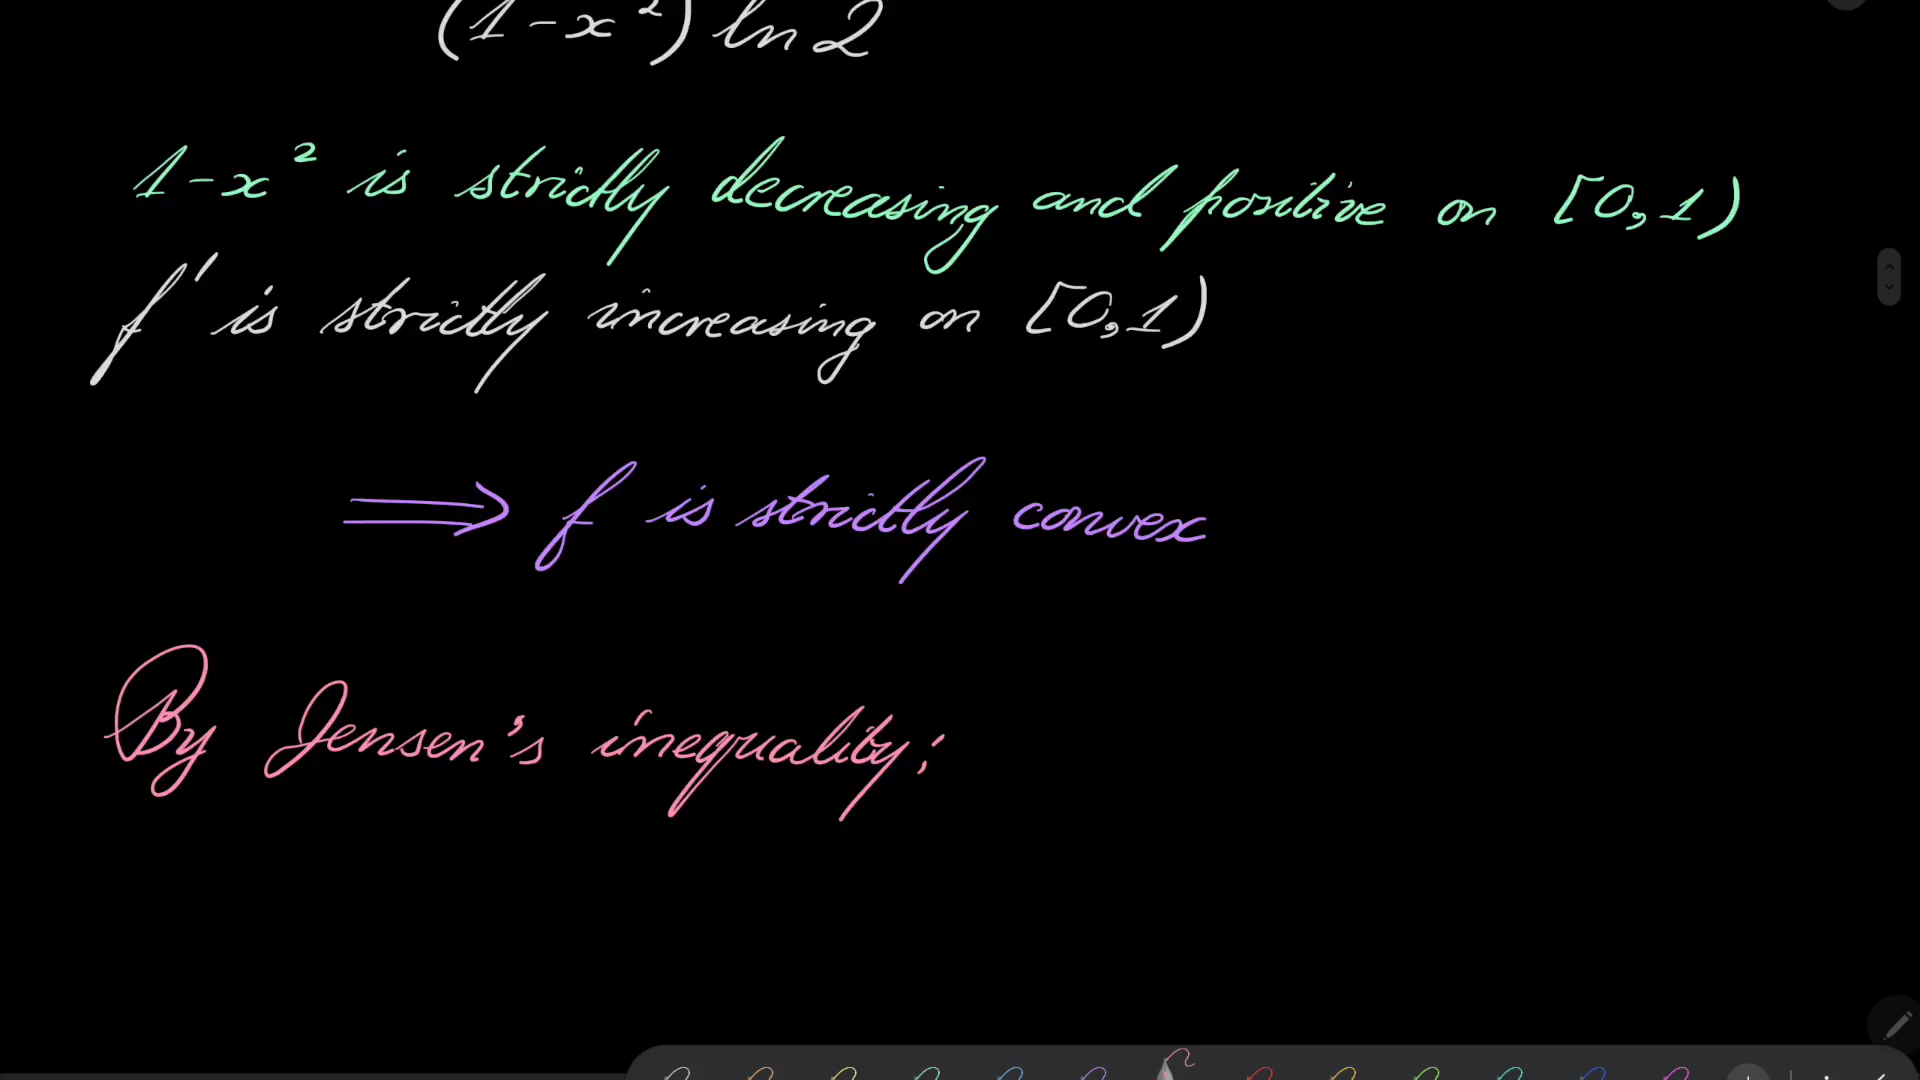 (1-x²) ln 2
1-x² is strictly decreasing and positive on [0,1)
f' is strictly increasing on [0,1)
⟹ f is strictly convex
By Jensen's inequality: